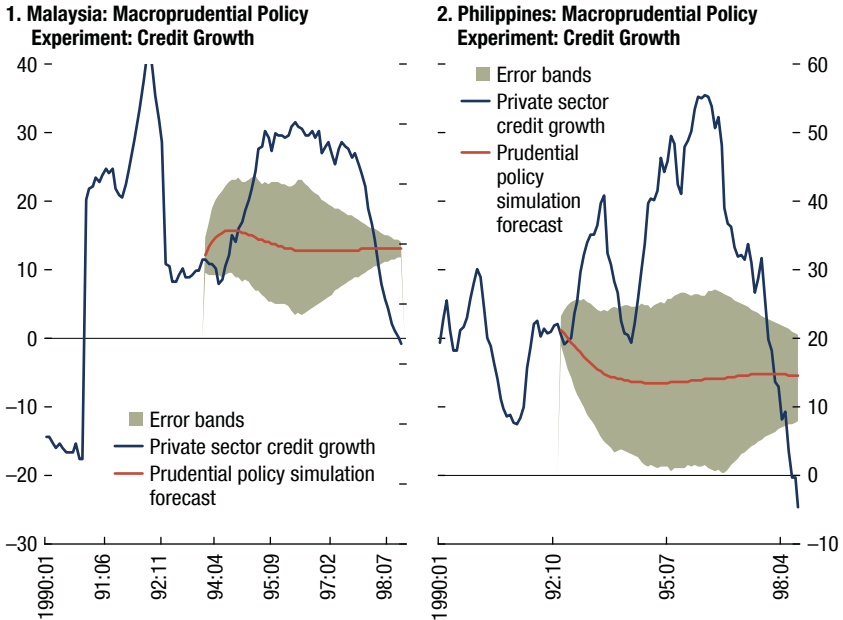 1. Malaysia: Macroprudential Policy
Experiment: Credit Growth
40
30
20
10
0
–10
–20
–30
Error bands
Private sector credit growth
Prudential policy simulation
forecast
1990:01
91:06
92:11
94:04
95:09
97:02
98:07
2. Philippines: Macroprudential Policy
Experiment: Credit Growth
Error bands
Private sector
credit growth
Prudential
policy
simulation
forecast
60
50
40
30
20
10
0
–10
1990:01
92:10
95:07
98:04